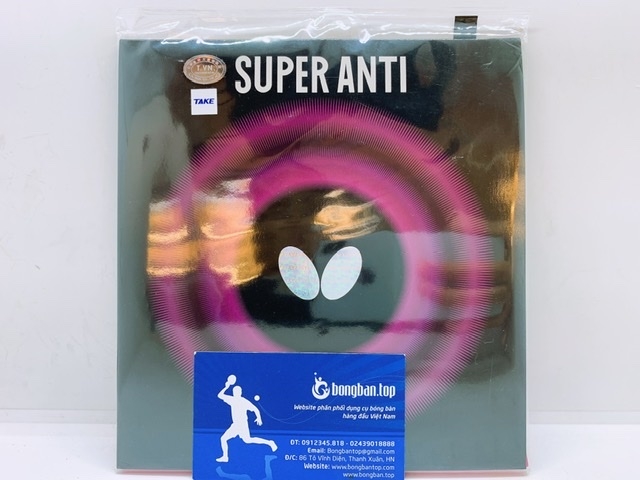 SUPER ANTI
T.VN
TAKE
bongban.top
Website phân phối dụng cụ bóng bàn
hàng đầu Việt Nam
ĐT: 0912345.818 - 02439018888
Email: Bongbantop@gmail.com
Đ/C: 86 Tô Vĩnh Diện, Thanh Xuân, HN
Website: www.bongbantop.com
www.bongban.top